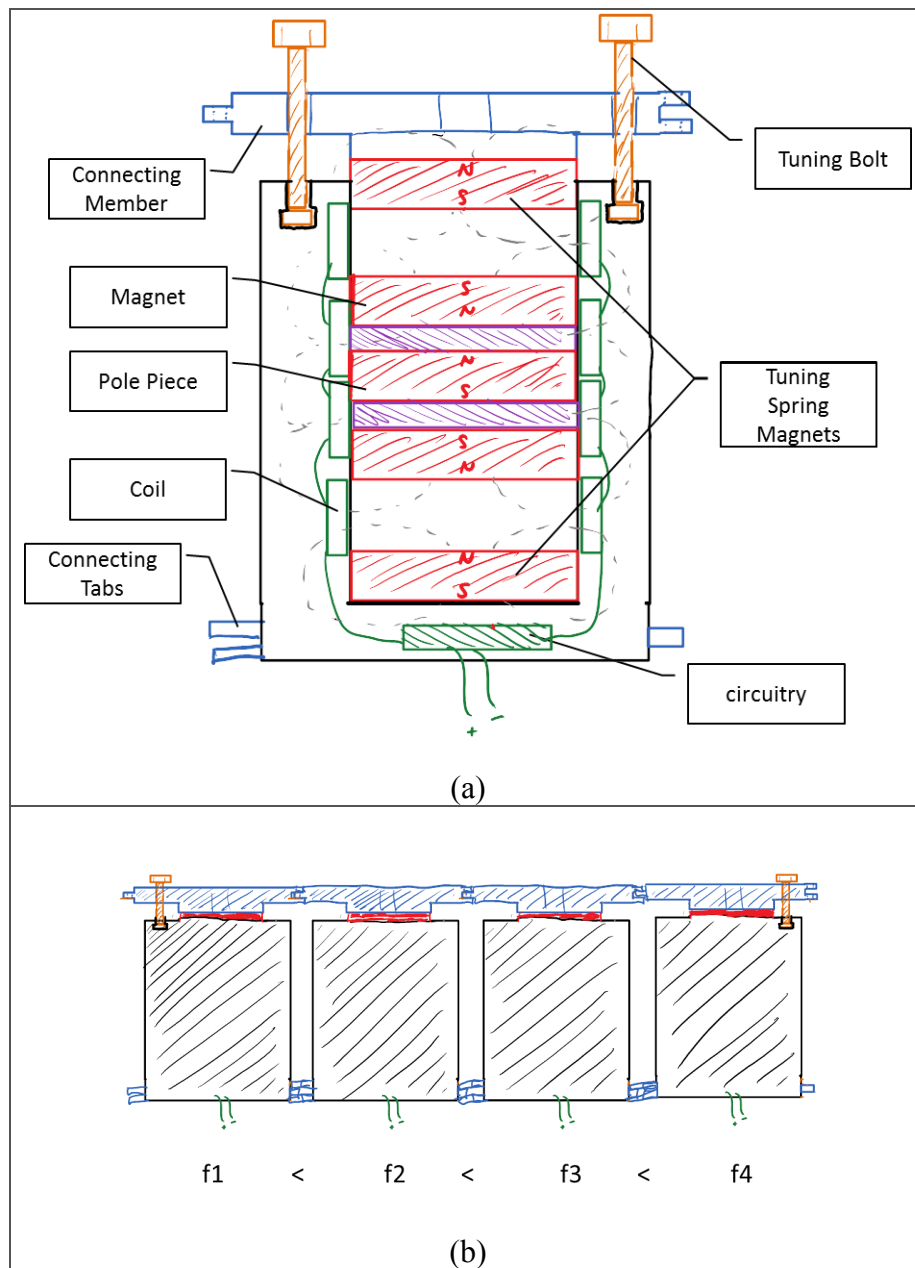 N
S
Connecting
Member
Tuning Bolt
Magnet
S
N
Pole Piece
N
S
Tuning
Spring
Magnets
S
N
Coil
Connecting
Tabs
N
S
circuitry
+ -
(a)
+ -
+ -
+ -
+ -
f1 < f2 < f3 < f4
(b)